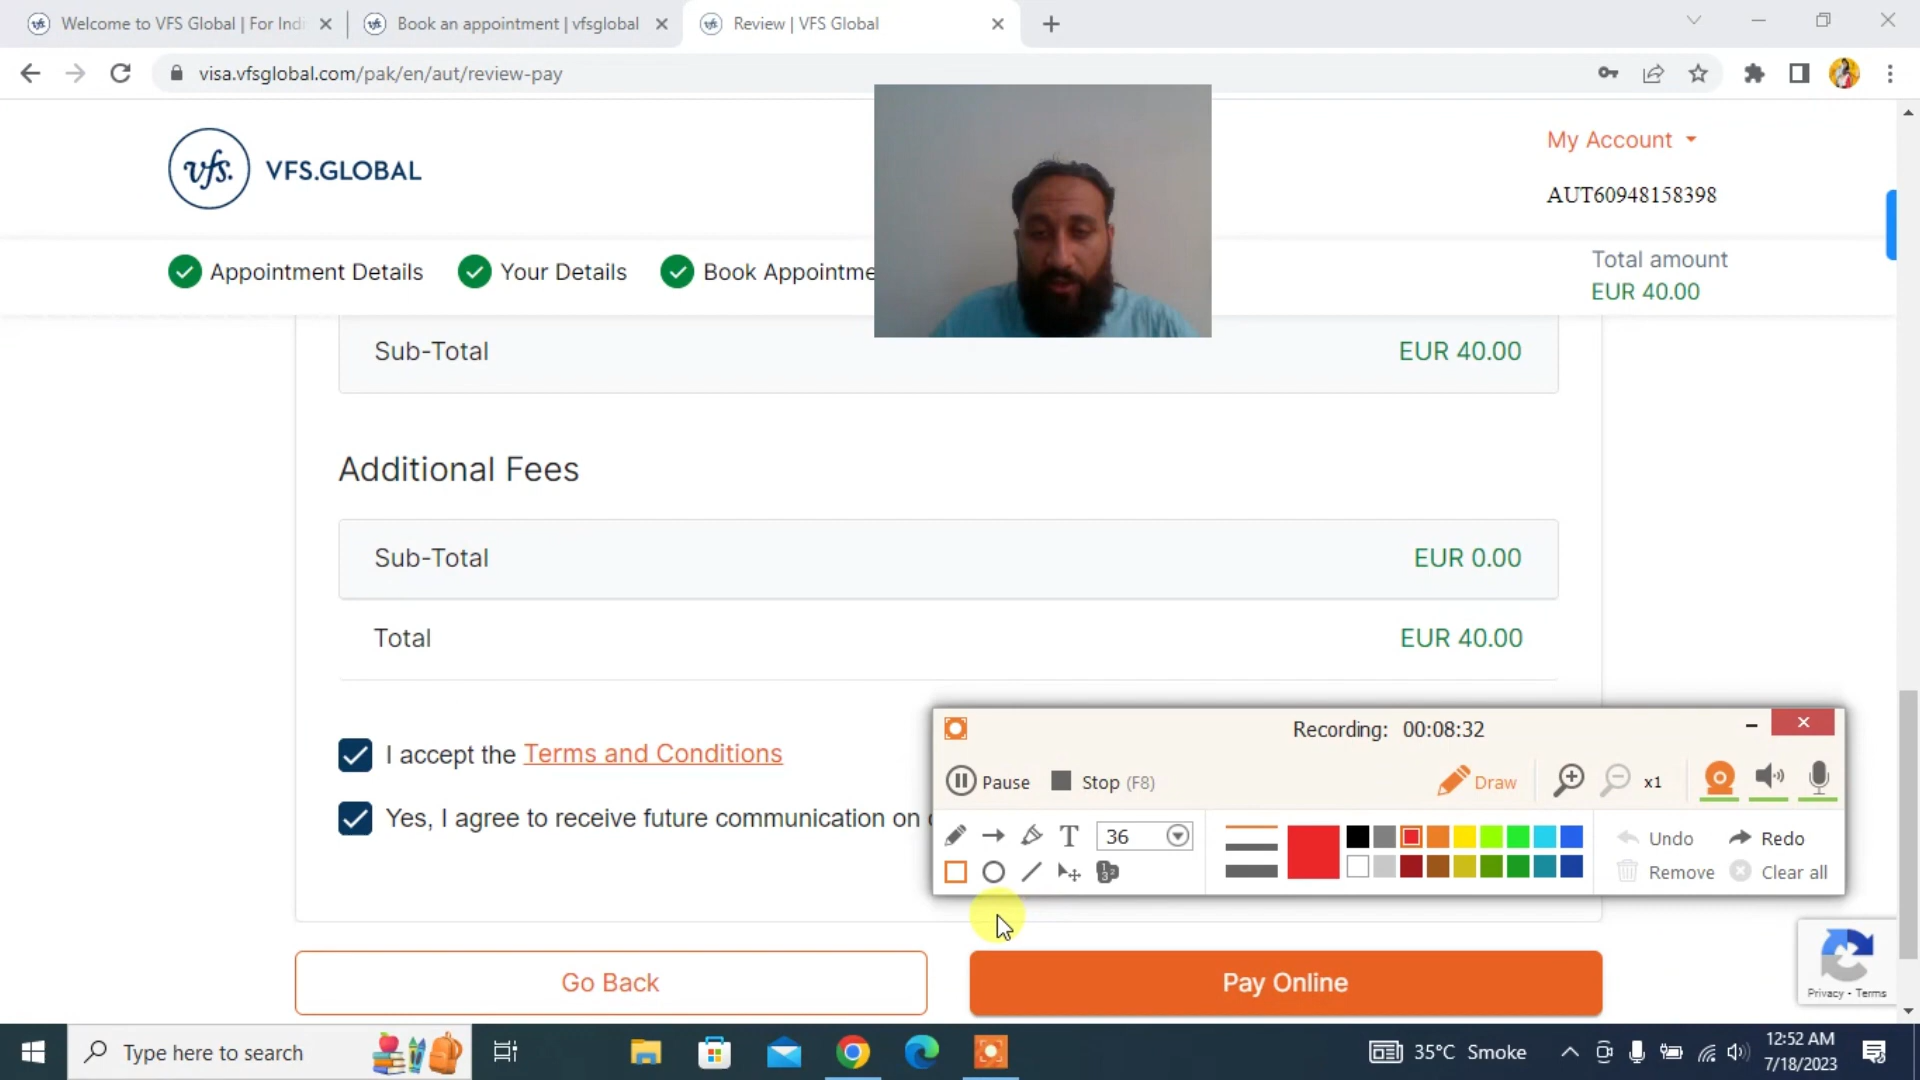 Welcome to VFS Global | For Indi
Book an appointment | vfsglobal
Review | VFS Global
visa.vfsglobal.com/pak/en/aut/review-pay
vfs. VFS.GLOBAL
My Account
AUT60948158398
Appointment Details
Your Details
Book Appointme
Total amount
EUR 40.00
Sub-Total EUR 40.00
Additional Fees
Sub-Total EUR 0.00
Total EUR 40.00
I accept the Terms and Conditions
Yes, I agree to receive future communication on
Recording: 00:08:32
Pause Stop (F8) Draw x1
T 36 Undo Redo
1 2 3 Remove Clear all
Go Back Pay Online
Privacy - Terms
Type here to search
35°C Smoke
12:52 AM
7/18/2023